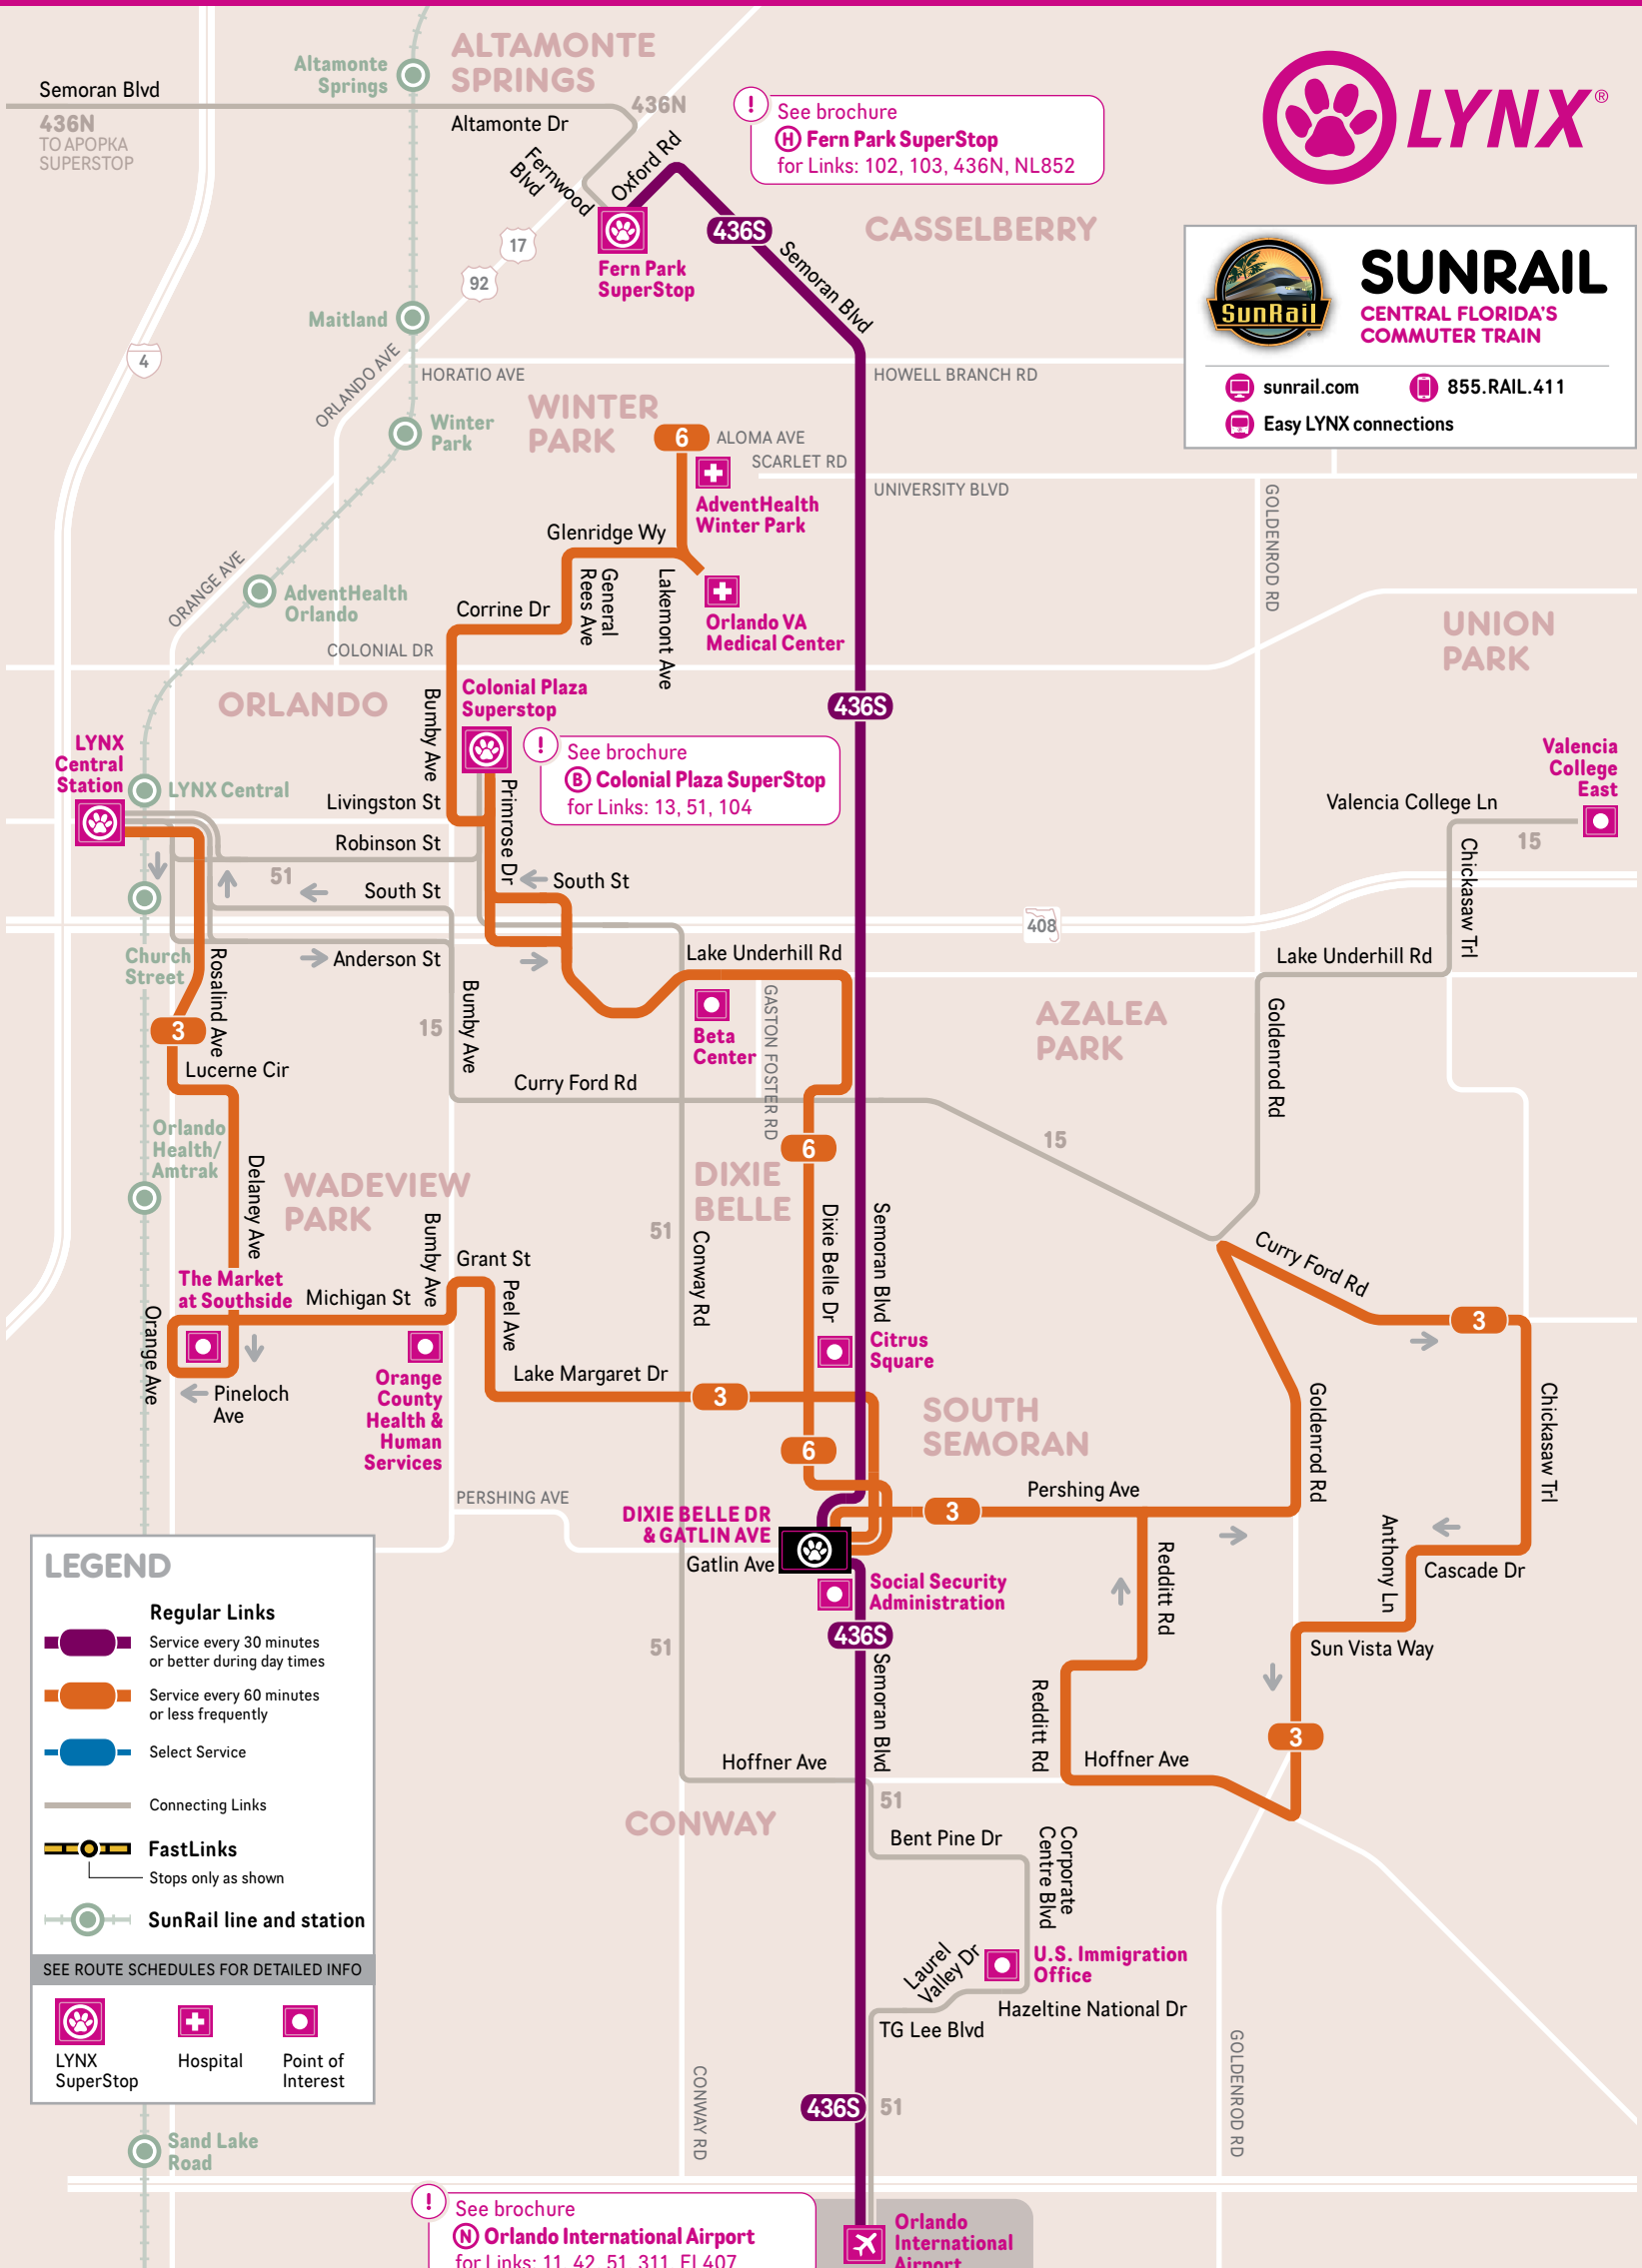 ALTAMONTE
SPRINGS
Altamonte
Springs
Semoran Blvd
436N
TO APOPKA
SUPERSTOP
436N
Altamonte Dr
Fernwood
Blvd
Oxford Rd
!
See brochure
H Fern Park SuperStop
for Links: 102, 103, 436N, NL852
LYNX®
CASSELBERRY
436S
Semoran Blvd
17
92
Fern Park
SuperStop
SunRail
SUNRAIL
CENTRAL FLORIDA'S
COMMUTER TRAIN
sunrail.com
855.RAIL.411
Easy LYNX connections
Maitland
4
ORLANDO AVE
HORATIO AVE
HOWELL BRANCH RD
WINTER
PARK
Winter
Park
6
ALOMA AVE
SCARLET RD
UNIVERSITY BLVD
GOLDENROD RD
AdventHealth
Winter Park
Glenridge Wy
General
Rees Ave
Lakemont Ave
ORANGE AVE
AdventHealth
Orlando
Corrine Dr
Orlando VA
Medical Center
UNION
PARK
COLONIAL DR
ORLANDO
Bumby Ave
Colonial Plaza
Superstop
436S
LYNX
Central
Station
LYNX Central
!
See brochure
B Colonial Plaza SuperStop
for Links: 13, 51, 104
Valencia
College
East
Valencia College Ln
15
Livingston St
Primrose Dr
Robinson St
51
South St
South St
Chickasaw Trl
408
Church
Street
Anderson St
Rosalind Ave
Lake Underhill Rd
Lake Underhill Rd
Beta
Center
GASTON FOSTER RD
AZALEA
PARK
Goldenrod Rd
3
15
Bumby Ave
Lucerne Cir
Curry Ford Rd
Orlando
Health/
Amtrak
Delaney Ave
WADEVIEW
PARK
DIXIE
BELLE
6
15
Bumby Ave
Grant St
51
Conway Rd
Dixie Belle Dr
Semoran Blvd
Curry Ford Rd
The Market
at Southside
Michigan St
Peel Ave
3
Orange Ave
Citrus
Square
Orange
County
Health &
Human
Services
Pineloch
Ave
Lake Margaret Dr
3
SOUTH
SEMORAN
Goldenrod Rd
Chickasaw Trl
6
PERSHING AVE
Pershing Ave
3
DIXIE BELLE DR
& GATLIN AVE
Gatlin Ave
Anthony Ln
Cascade Dr
Redditt Rd
Social Security
Administration
436S
51
Semoran Blvd
Sun Vista Way
Redditt Rd
3
Hoffner Ave
Hoffner Ave
51
CONWAY
Bent Pine Dr
Corporate
Centre Blvd
Laurel
Valley Dr
U.S. Immigration
Office
Hazeltine National Dr
TG Lee Blvd
GOLDENROD RD
CONWAY RD
436S
51
LEGEND
Regular Links
Service every 30 minutes
or better during day times
Service every 60 minutes
or less frequently
Select Service
Connecting Links
FastLinks
Stops only as shown
SunRail line and station
SEE ROUTE SCHEDULES FOR DETAILED INFO
LYNX
SuperStop
Hospital
Point of
Interest
Sand Lake
Road
!
See brochure
N Orlando International Airport
for Links: 11, 42, 51, 311, FL407
Orlando
International
Airport